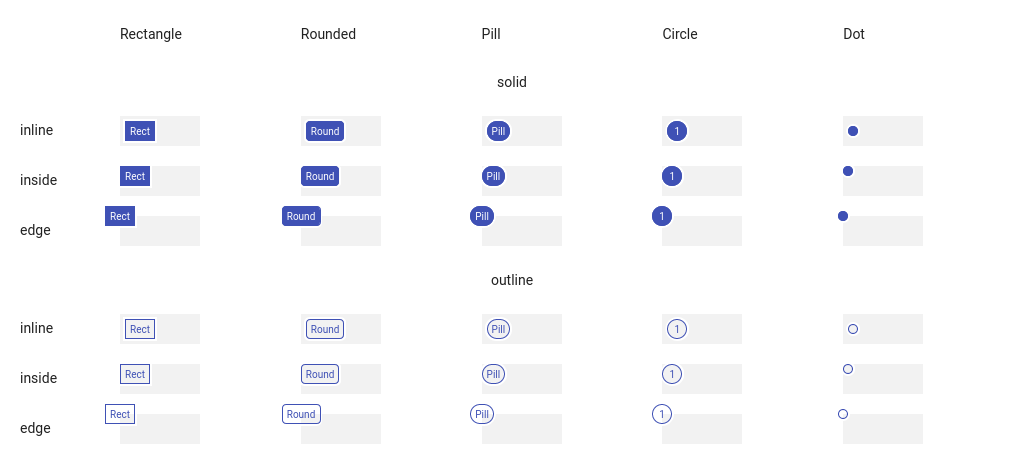 Rectangle Rounded Pill Circle Dot
solid
inline Rect Round Pill 1
inside Rect Round Pill 1
edge Rect Round Pill 1
outline
inline Rect Round Pill 1
inside Rect Round Pill 1
edge Rect Round Pill 1